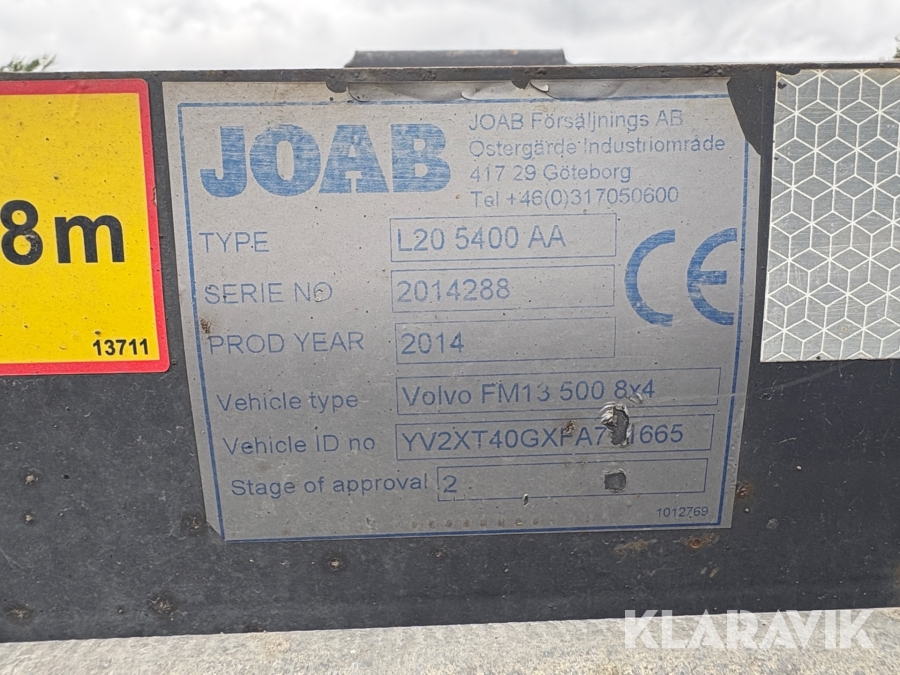 8m
13711
JOAB
JOAB Försäljnings AB
Östergärde Industriområde
417 29 Göteborg
Tel +46(0)317050600
TYPE L20 5400 AA
SERIE NO 2014288
PROD YEAR 2014
CE
Vehicle type Volvo FM13 500 8x4
Vehicle ID no
Stage of approval 2
1012769
KLARAVIK